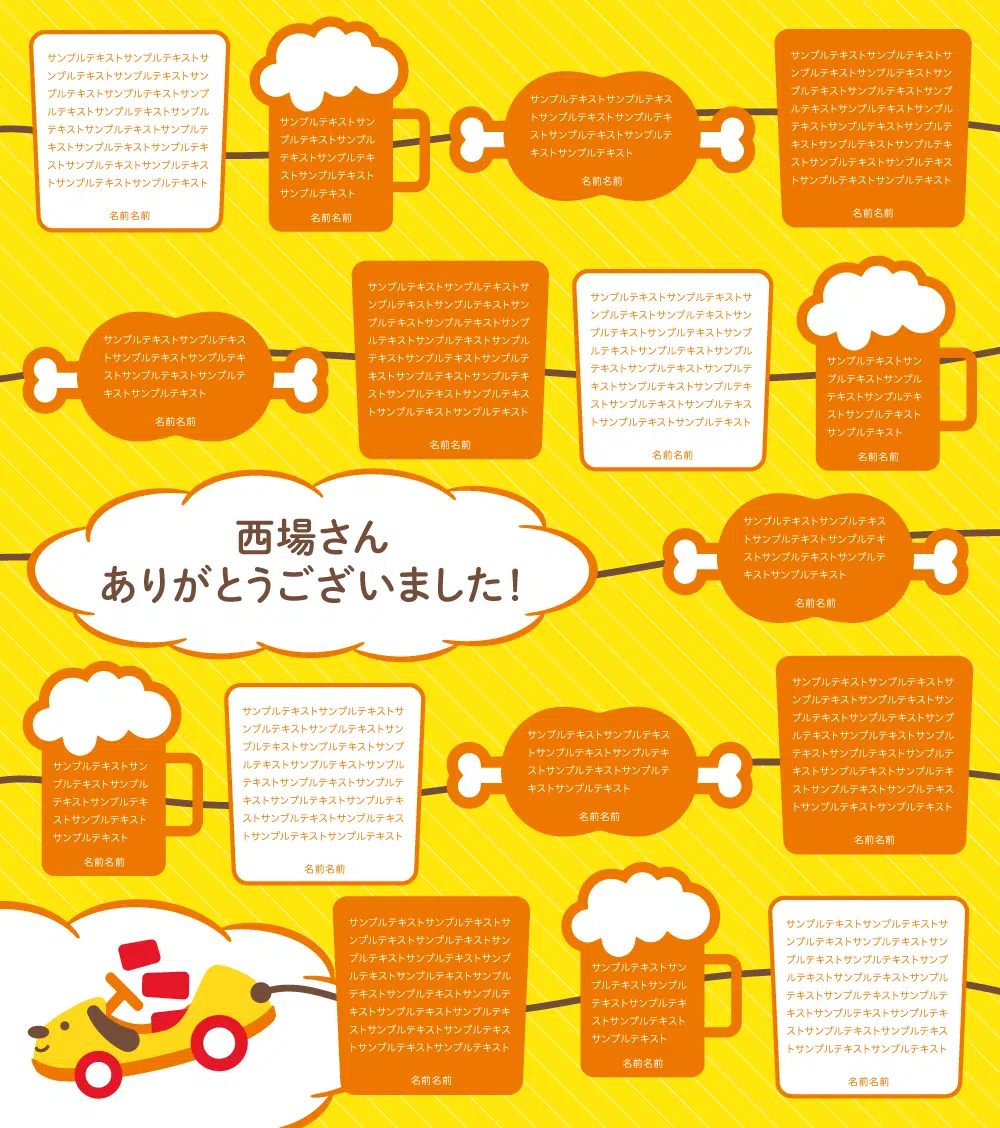 サンプルテキストサンプルテキストサ
ンプルテキストサンプルテキストサン
プルテキストサンプルテキストサンプ
ルテキストサンプルテキストサンプル
テキストサンプルテキストサンプルテ
キストサンプルテキストサンプルテキ
ストサンプルテキストサンプルテキス
トサンプルテキストサンプルテキスト
名前名前
サンプルテキストサン
プルテキストサンプル
テキストサンプルテキ
ストサンプルテキスト
サンプルテキスト
名前名前
サンプルテキストサンプルテキス
トサンプルテキストサンプルテキ
ストサンプルテキストサンプルテ
キストサンプルテキスト
名前名前
サンプルテキストサンプルテキストサ
ンプルテキストサンプルテキストサン
プルテキストサンプルテキストサンプ
ルテキストサンプルテキストサンプル
テキストサンプルテキストサンプルテ
キストサンプルテキストサンプルテキ
ストサンプルテキストサンプルテキス
トサンプルテキストサンプルテキスト
名前名前
サンプルテキストサンプルテキス
トサンプルテキストサンプルテキ
ストサンプルテキストサンプルテ
キストサンプルテキスト
名前名前
サンプルテキストサンプルテキストサ
ンプルテキストサンプルテキストサン
プルテキストサンプルテキストサンプ
ルテキストサンプルテキストサンプル
テキストサンプルテキストサンプルテ
キストサンプルテキストサンプルテキ
ストサンプルテキストサンプルテキス
トサンプルテキストサンプルテキスト
名前名前
サンプルテキストサンプルテキストサ
ンプルテキストサンプルテキストサン
プルテキストサンプルテキストサンプ
ルテキストサンプルテキストサンプル
テキストサンプルテキストサンプルテ
キストサンプルテキストサンプルテキ
ストサンプルテキストサンプルテキス
トサンプルテキストサンプルテキスト
名前名前
サンプルテキストサン
プルテキストサンプル
テキストサンプルテキ
ストサンプルテキスト
サンプルテキスト
名前名前
西場さん
ありがとうございました！
サンプルテキストサンプルテキス
トサンプルテキストサンプルテキ
ストサンプルテキストサンプルテ
キストサンプルテキスト
名前名前
サンプルテキストサン
プルテキストサンプル
テキストサンプルテキ
ストサンプルテキスト
サンプルテキスト
名前名前
サンプルテキストサンプルテキストサ
ンプルテキストサンプルテキストサン
プルテキストサンプルテキストサンプ
ルテキストサンプルテキストサンプル
テキストサンプルテキストサンプルテ
キストサンプルテキストサンプルテキ
ストサンプルテキストサンプルテキス
トサンプルテキストサンプルテキスト
名前名前
サンプルテキストサンプルテキス
トサンプルテキストサンプルテキ
ストサンプルテキストサンプルテ
キストサンプルテキスト
名前名前
サンプルテキストサンプルテキストサ
ンプルテキストサンプルテキストサン
プルテキストサンプルテキストサンプ
ルテキストサンプルテキストサンプル
テキストサンプルテキストサンプルテ
キストサンプルテキストサンプルテキ
ストサンプルテキストサンプルテキス
トサンプルテキストサンプルテキスト
名前名前
サンプルテキストサンプルテキストサ
ンプルテキストサンプルテキストサン
プルテキストサンプルテキストサンプ
ルテキストサンプルテキストサンプル
テキストサンプルテキストサンプルテ
キストサンプルテキストサンプルテキ
ストサンプルテキストサンプルテキス
トサンプルテキストサンプルテキスト
名前名前
サンプルテキストサン
プルテキストサンプル
テキストサンプルテキ
ストサンプルテキスト
サンプルテキスト
名前名前
サンプルテキストサンプルテキストサ
ンプルテキストサンプルテキストサン
プルテキストサンプルテキストサンプ
ルテキストサンプルテキストサンプル
テキストサンプルテキストサンプルテ
キストサンプルテキストサンプルテキ
ストサンプルテキストサンプルテキス
トサンプルテキストサンプルテキスト
名前名前